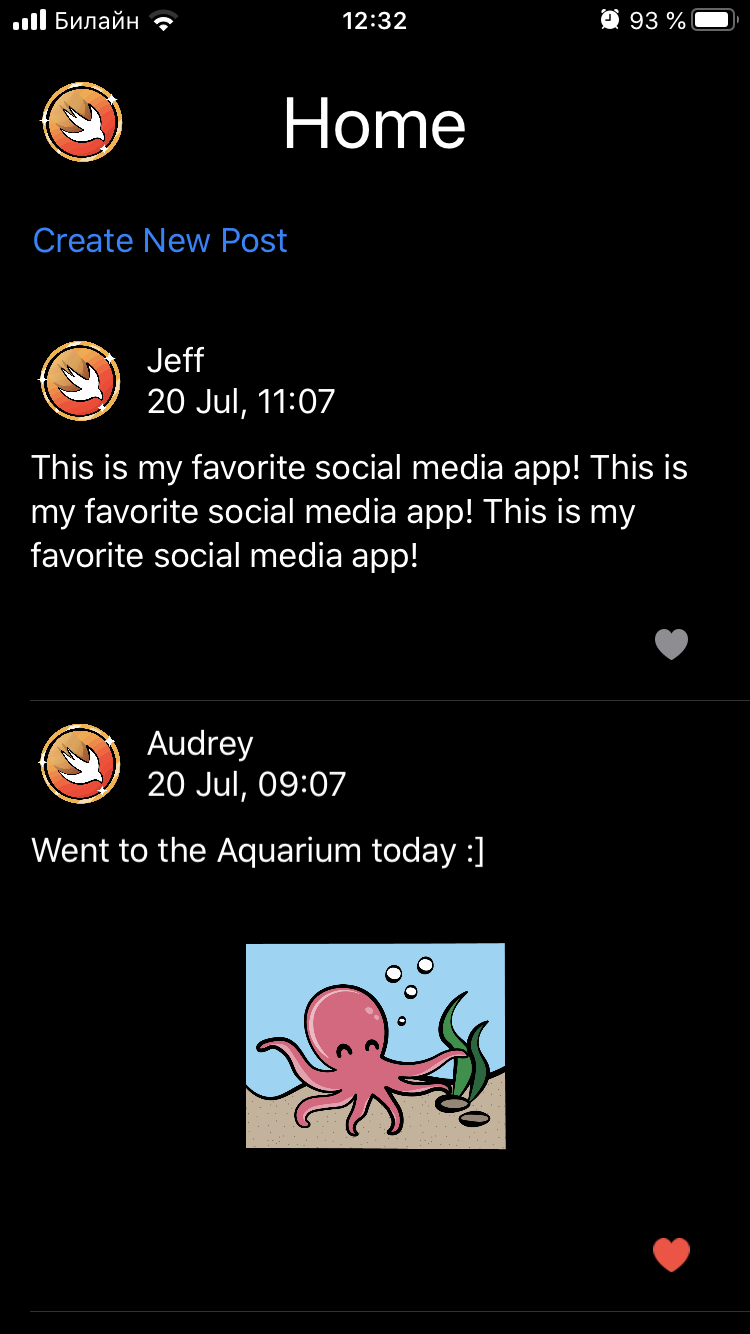 Билайн 12:32 93 %
Home
Create New Post
Jeff
20 Jul, 11:07
This is my favorite social media app! This is
my favorite social media app! This is my
favorite social media app!
Audrey
20 Jul, 09:07
Went to the Aquarium today :]